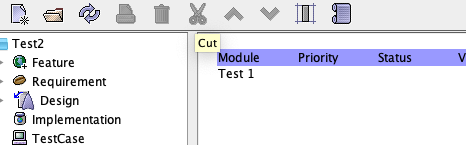 Cut
Test2
Feature
Requirement
Design
Implementation
TestCase
Module Priority Status V
Test 1